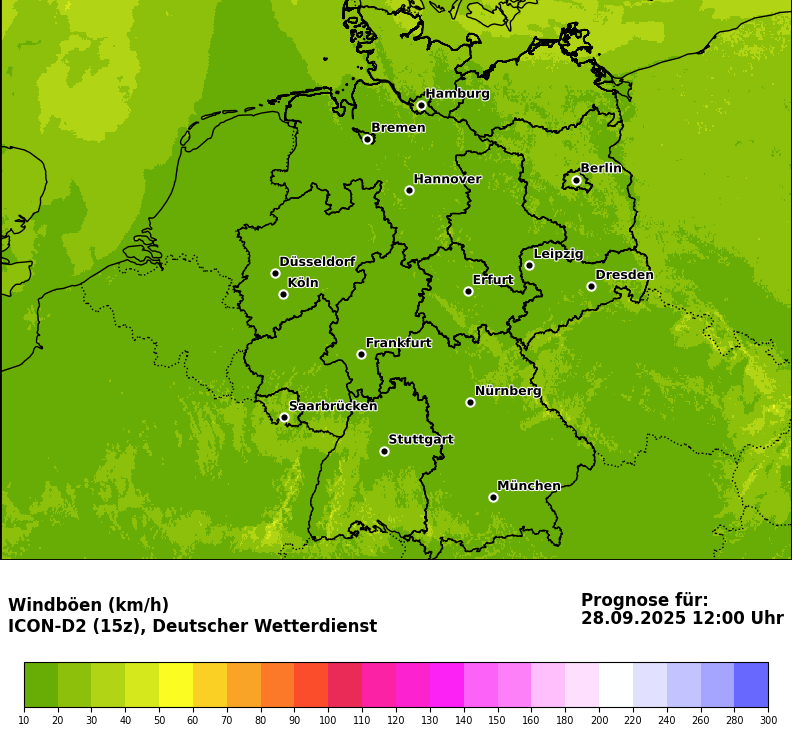 Hamburg
Bremen
Berlin
Hannover
Leipzig
Düsseldorf
Dresden
Köln
Erfurt
Frankfurt
Nürnberg
Saarbrücken
Stuttgart
München
Windböen (km/h)
ICON-D2 (15z), Deutscher Wetterdienst
Prognose für:
28.09.2025 12:00 Uhr
10 20 30 40 50 60 70 80 90 100 110 120 130 140 150 160 180 200 220 240 260 280 300